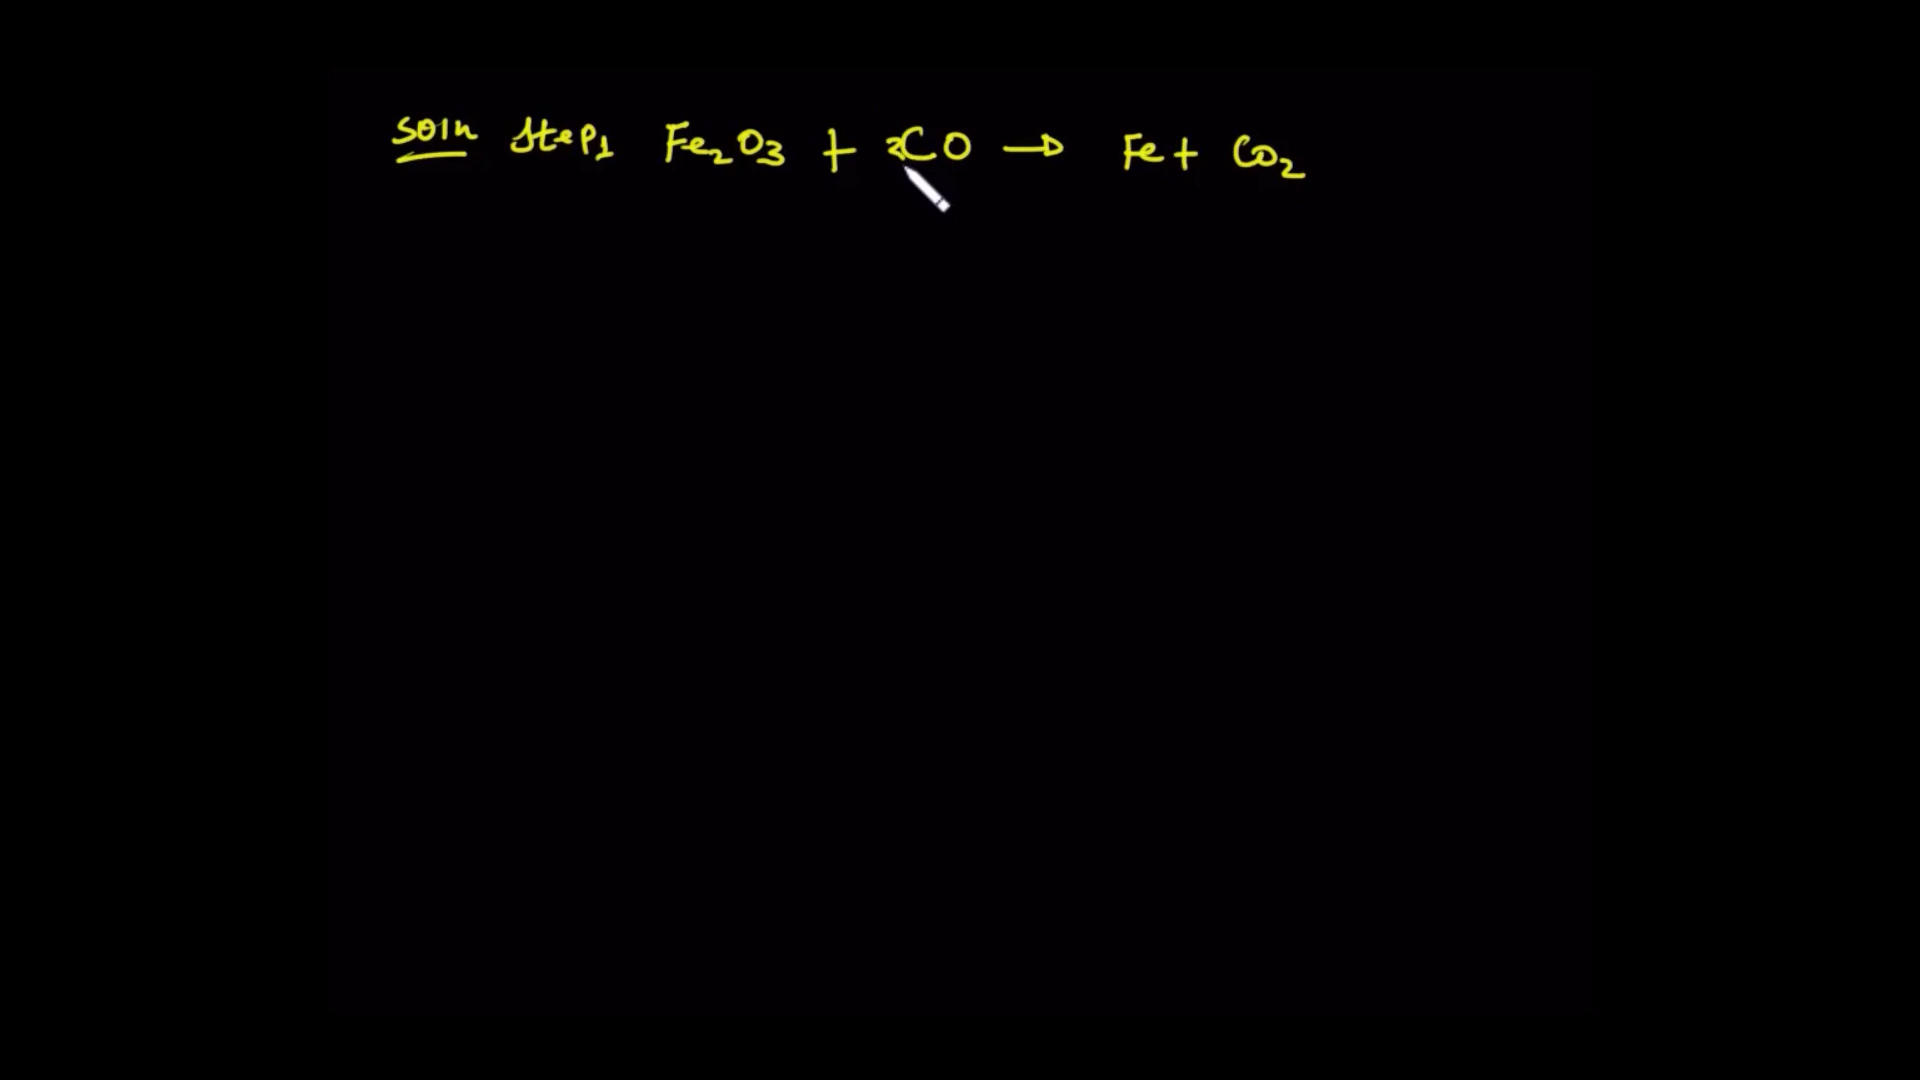 Soln Step1 Fe2O3 + 2CO → Fe + CO2